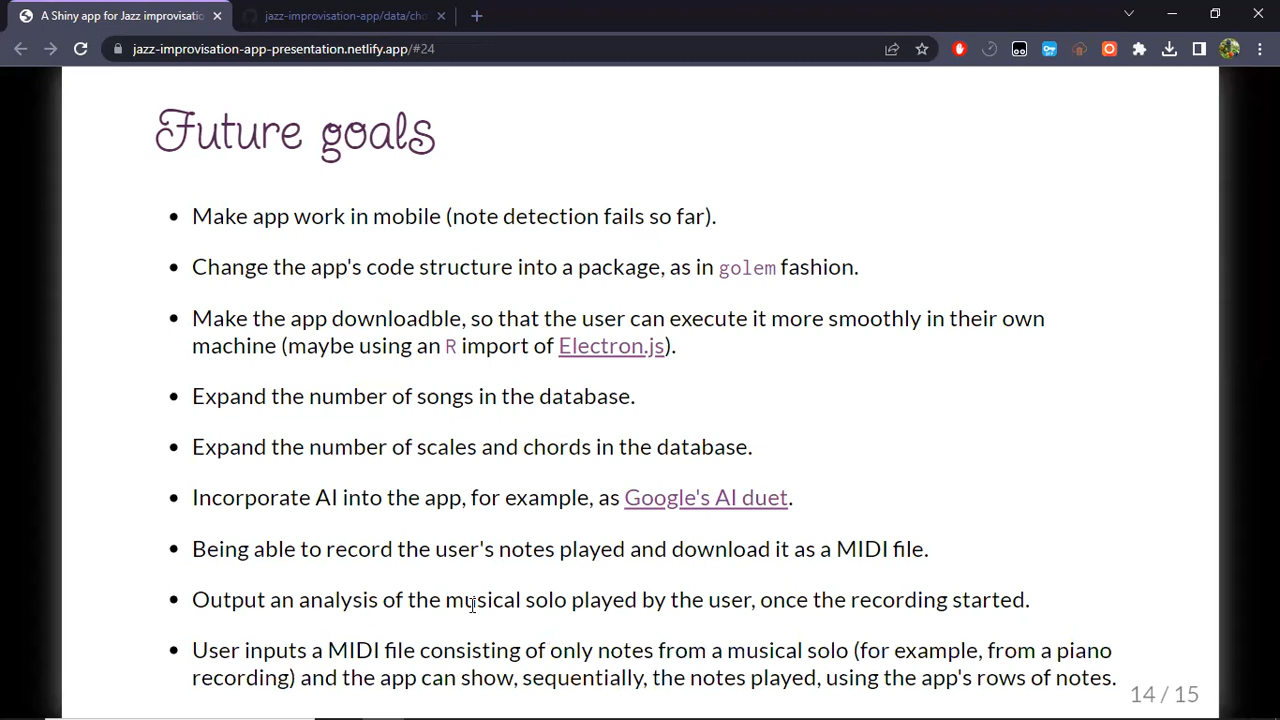 A Shiny app for Jazz improvisatio
jazz-improvisation-app/data/cho
jazz-improvisation-app-presentation.netlify.app/#24
Future goals
Make app work in mobile (note detection fails so far).
Change the app's code structure into a package, as in golem fashion.
Make the app downloadble, so that the user can execute it more smoothly in their own
machine (maybe using an R import of Electron.js).
Expand the number of songs in the database.
Expand the number of scales and chords in the database.
Incorporate AI into the app, for example, as Google's AI duet.
Being able to record the user's notes played and download it as a MIDI file.
Output an analysis of the musical solo played by the user, once the recording started.
User inputs a MIDI file consisting of only notes from a musical solo (for example, from a piano
recording) and the app can show, sequentially, the notes played, using the app's rows of notes.
14 / 15